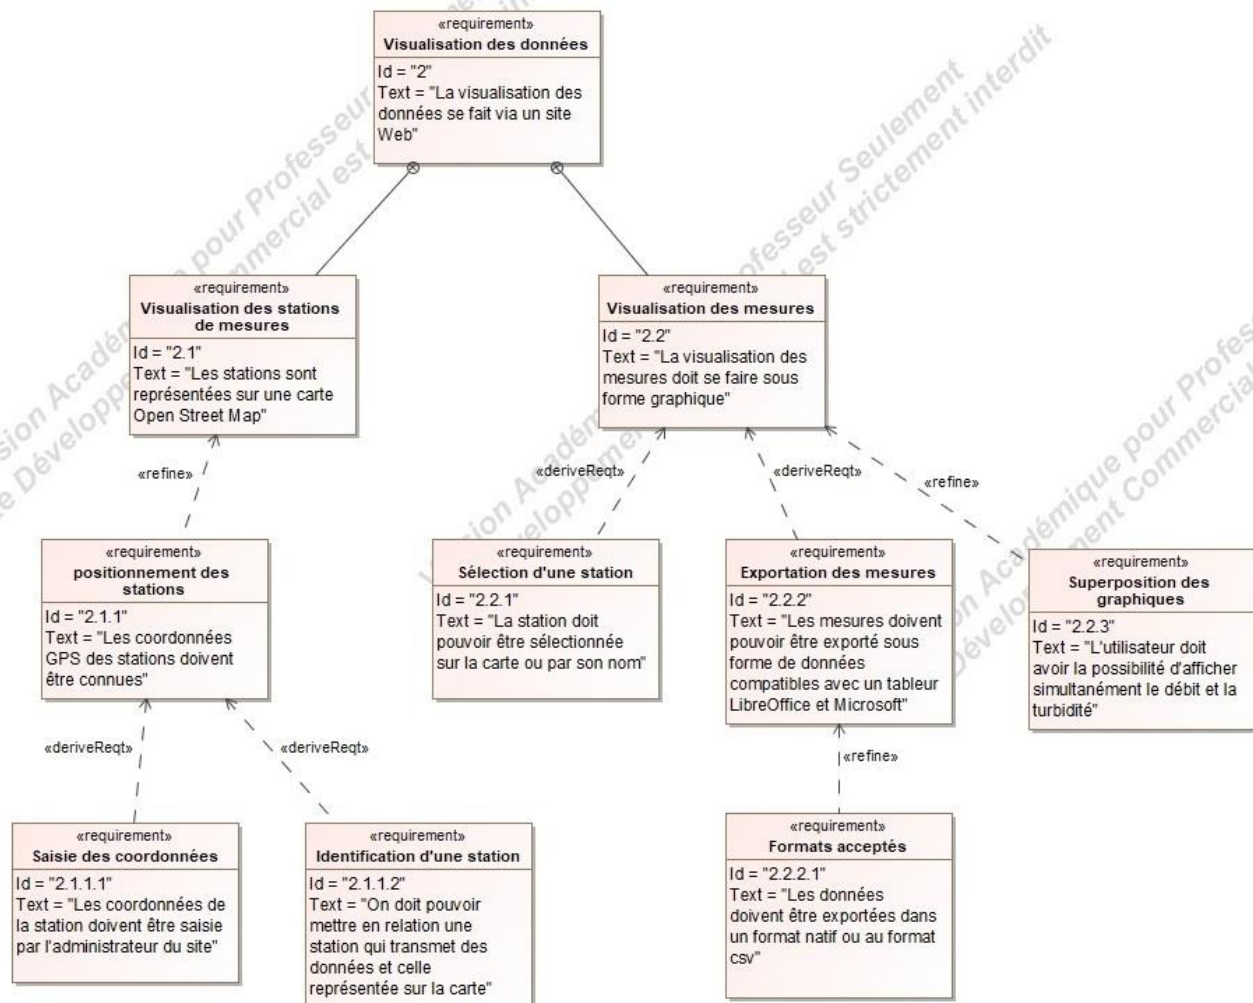 «requirement»
Visualisation des données
Id = "2"
Text = "La visualisation des
données se fait via un site
Web"
«requirement»
Visualisation des stations
de mesures
Id = "2.1"
Text = "Les stations sont
représentées sur une carte
Open Street Map"
«requirement»
Visualisation des mesures
Id = "2.2"
Text = "La visualisation des
mesures doit se faire sous
forme graphique"
«refine»
«deriveReqt»
«deriveReqt»
«refine»
«requirement»
positionnement des
stations
Id = "2.1.1"
Text = "Les coordonnées
GPS des stations doivent
être connues"
«requirement»
Sélection d'une station
Id = "2.2.1"
Text = "La station doit
pouvoir être sélectionnée
sur la carte ou par son nom"
«requirement»
Exportation des mesures
Id = "2.2.2"
Text = "Les mesures doivent
pouvoir être exporté sous
forme de données
compatibles avec un tableur
LibreOffice et Microsoft"
«requirement»
Superposition des
graphiques
Id = "2.2.3"
Text = "L'utilisateur doit
avoir la possibilité d'afficher
simultanément le débit et la
turbidité"
«deriveReqt»
«deriveReqt»
«refine»
«requirement»
Saisie des coordonnées
Id = "2.1.1.1"
Text = "Les coordonnées de
la station doivent être saisie
par l'administrateur du site"
«requirement»
Identification d'une station
Id = "2.1.1.2"
Text = "On doit pouvoir
mettre en relation une
station qui transmet des
données et celle
représentée sur la carte"
«requirement»
Formats acceptés
Id = "2.2.2.1"
Text = "Les données
doivent être exportées dans
un format natif ou au format
csv"